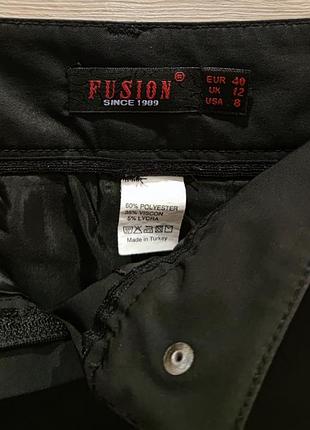 FUSION®
SINCE 1989
EUR 40
UK 12
USA 8
60% POLYESTER
35% VISCON
5% LYCRA
Made in Turkey